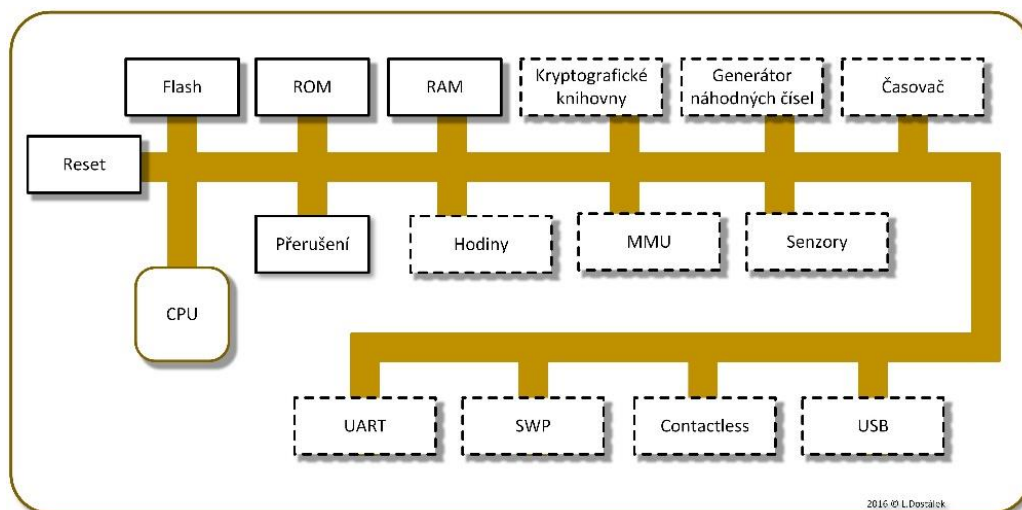 Flash
ROM
RAM
Kryptografické
knihovny
Generátor
náhodných čísel
Časovač
Reset
Přerušení
Hodiny
MMU
Senzory
CPU
UART
SWP
Contactless
USB
2016 © L.Dostálek